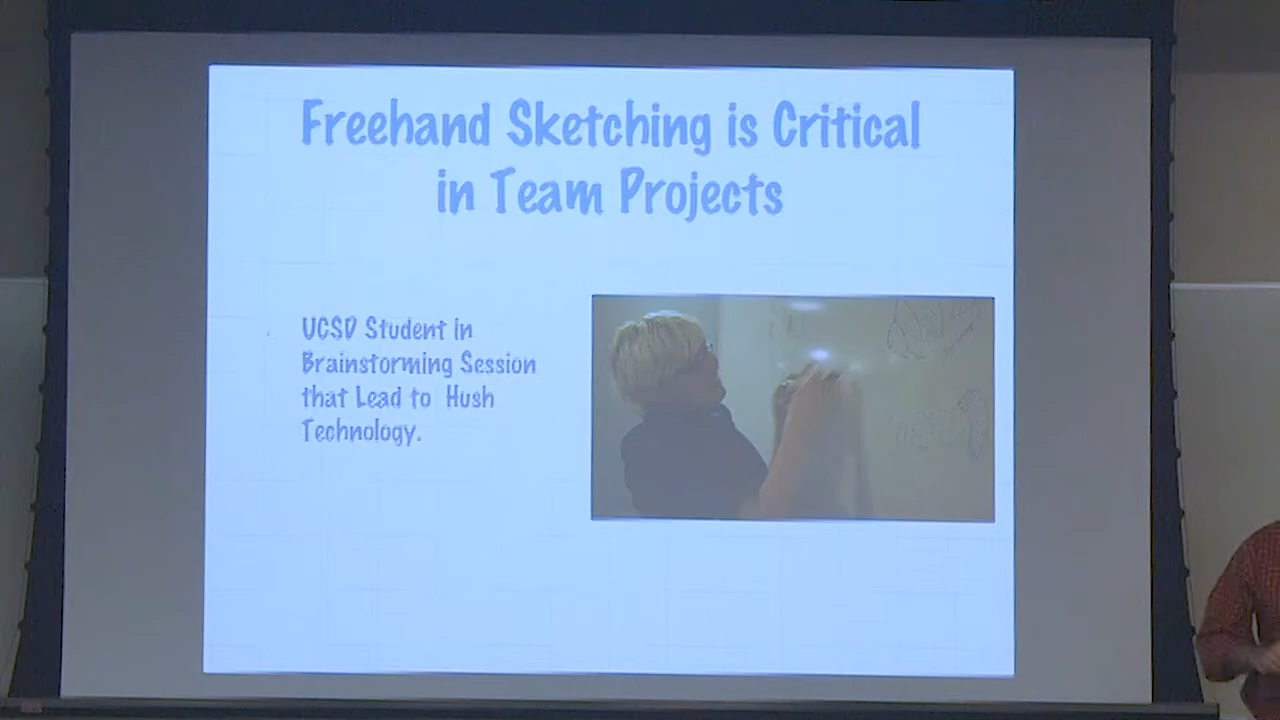 Freehand Sketching is Critical
in Team Projects
UCSD Student in
Brainstorming Session
that Lead to Hush
Technology.